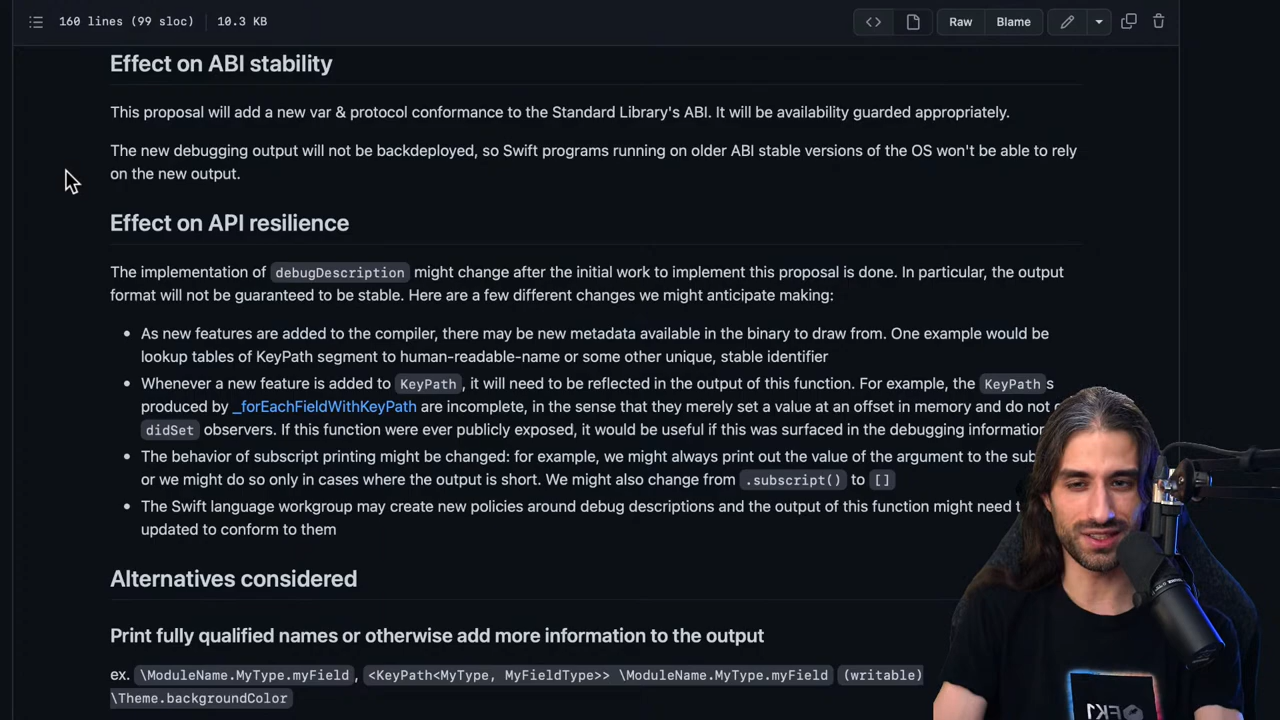 160 lines (99 sloc) 10.3 KB
Raw
Blame
Effect on ABI stability
This proposal will add a new var & protocol conformance to the Standard Library's ABI. It will be availability guarded appropriately.
The new debugging output will not be backdeployed, so Swift programs running on older ABI stable versions of the OS won't be able to rely
on the new output.
Effect on API resilience
The implementation of debugDescription might change after the initial work to implement this proposal is done. In particular, the output
format will not be guaranteed to be stable. Here are a few different changes we might anticipate making:
• As new features are added to the compiler, there may be new metadata available in the binary to draw from. One example would be
lookup tables of KeyPath segment to human-readable-name or some other unique, stable identifier
• Whenever a new feature is added to KeyPath, it will need to be reflected in the output of this function. For example, the KeyPaths
produced by _forEachFieldWithKeyPath are incomplete, in the sense that they merely set a value at an offset in memory and do not
didSet observers. If this function were ever publicly exposed, it would be useful if this was surfaced in the debugging information
• The behavior of subscript printing might be changed: for example, we might always print out the value of the argument to the
or we might do so only in cases where the output is short. We might also change from .subscript() to []
• The Swift language workgroup may create new policies around debug descriptions and the output of this function might need
updated to conform to them
Alternatives considered
Print fully qualified names or otherwise add more information to the output
ex. \ModuleName.MyType.myField, <KeyPath<MyType, MyFieldType>> \ModuleName.MyType.myField (writable)
\Theme.backgroundColor